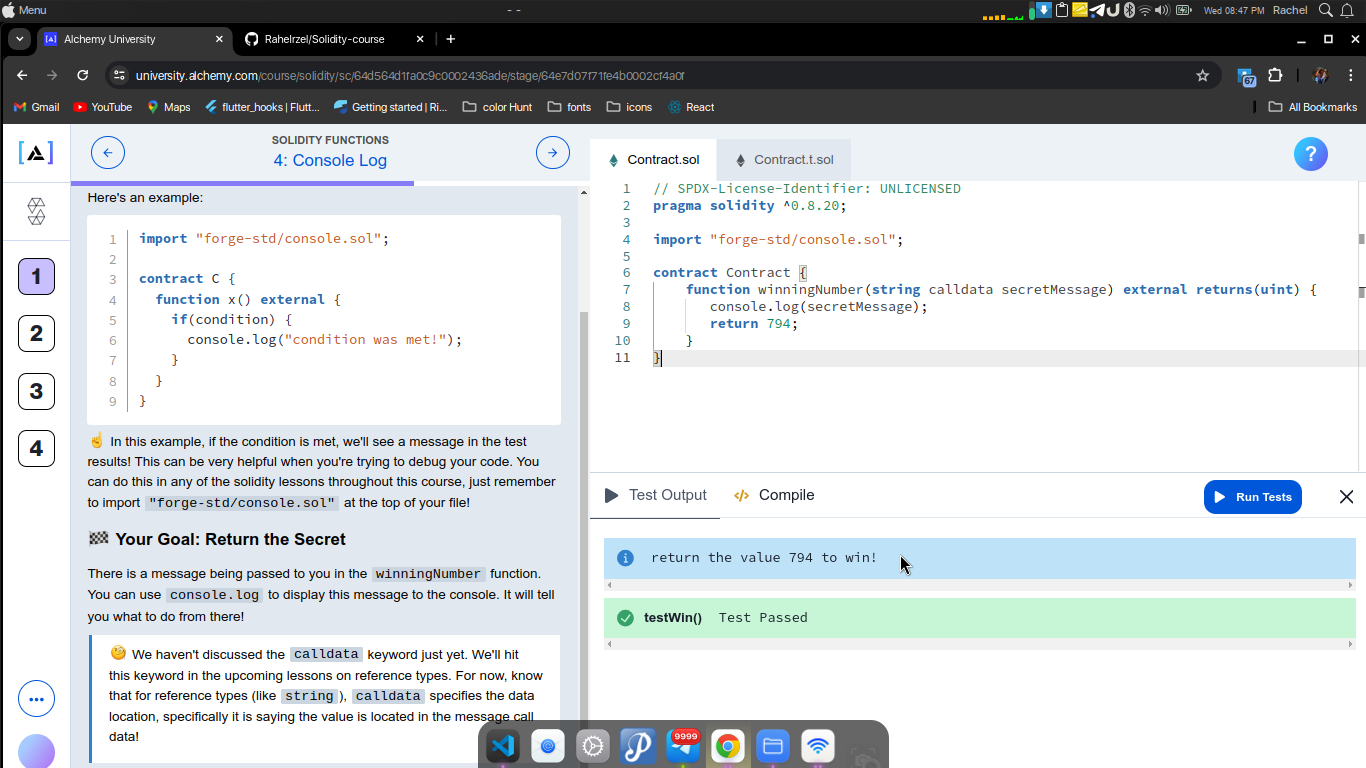 Menu
- -
Wed 08:47 PM
Rachel
Alchemy University
Rahelrzel/Solidity-course
university.alchemy.com/course/solidity/sc/64d564d1fa0c9c0002436ade/stage/64e7d07f71fe4b0002cf4a0f
67
Gmail
YouTube
Maps
flutter_hooks | Flutt...
Getting started | Ri...
color Hunt
fonts
icons
React
All Bookmarks
SOLIDITY FUNCTIONS
4: Console Log
1
2
3
4
Here's an example:
1 import "forge-std/console.sol";
2
3 contract C {
4 function x() external {
5 if(condition) {
6 console.log("condition was met!");
7 }
8 }
9 }
☝️ In this example, if the condition is met, we'll see a message in the test
results! This can be very helpful when you're trying to debug your code. You
can do this in any of the solidity lessons throughout this course, just remember
to import "forge-std/console.sol" at the top of your file!
🏁 Your Goal: Return the Secret
There is a message being passed to you in the winningNumber function.
You can use console.log to display this message to the console. It will tell
you what to do from there!
🧐 We haven't discussed the calldata keyword just yet. We'll hit
this keyword in the upcoming lessons on reference types. For now, know
that for reference types (like string), calldata specifies the data
location, specifically it is saying the value is located in the message call
data!
Contract.sol
Contract.t.sol
?
1 // SPDX-License-Identifier: UNLICENSED
2 pragma solidity ^0.8.20;
3
4 import "forge-std/console.sol";
5
6 contract Contract {
7 function winningNumber(string calldata secretMessage) external returns(uint) {
8 console.log(secretMessage);
9 return 794;
10 }
11 }
Test Output
Compile
Run Tests
return the value 794 to win!
testWin() Test Passed
9999